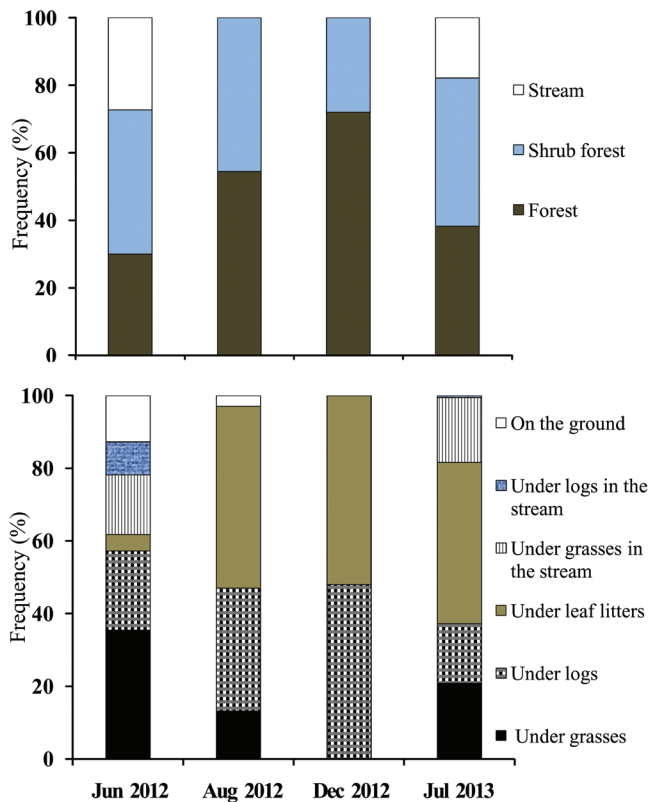 100
80
60
40
20
0
Frequency (%)
Stream
Shrub forest
Forest
100
80
60
40
20
0
Frequency (%)
On the ground
Under logs in the
stream
Under grasses in
the stream
Under leaf litters
Under logs
Under grasses
Jun 2012 Aug 2012 Dec 2012 Jul 2013